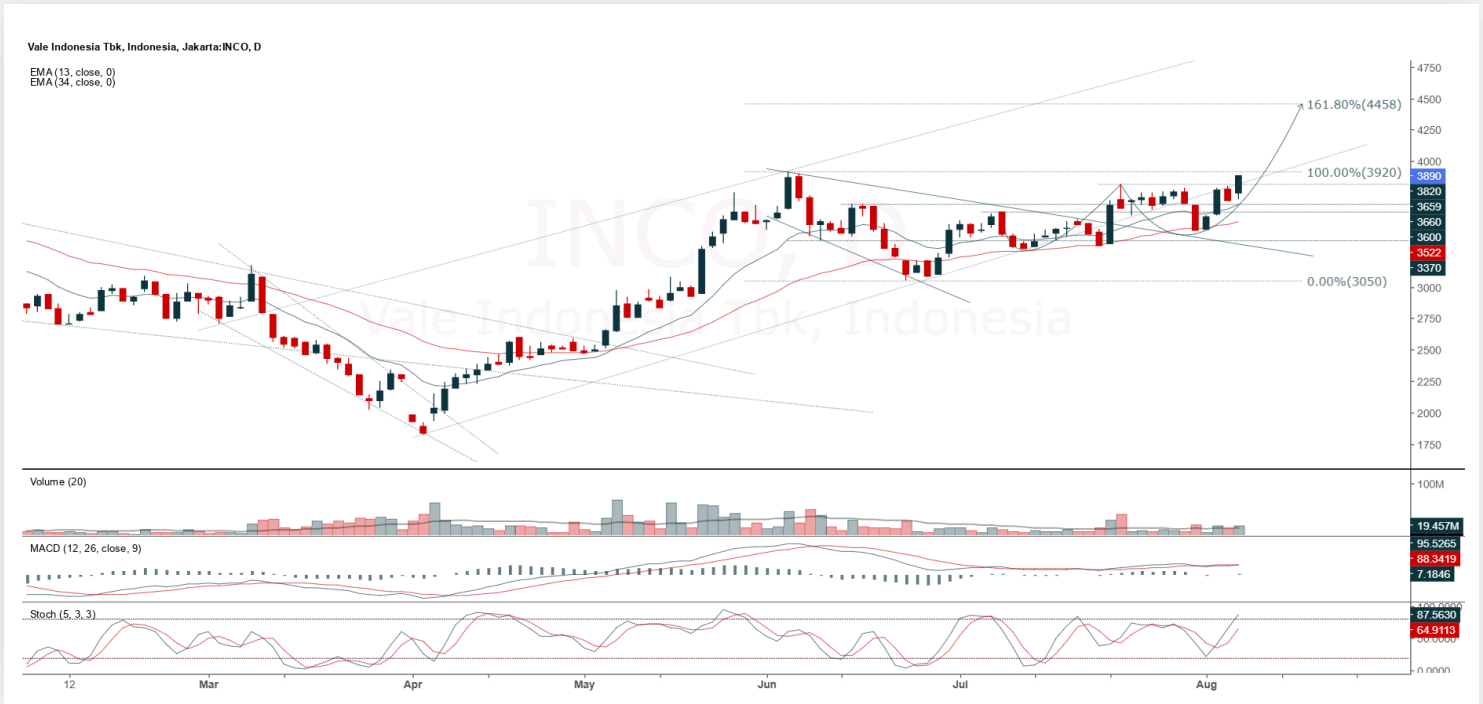 Vale Indonesia Tbk, Indonesia, Jakarta:INCO, D
EMA (13, close, 0)
EMA (34, close, 0)
INCO, D
Vale Indonesia Tbk, Indonesia
4750
161.80%(4458)
4500
4250
4000
100.00%(3920)
3890
3820
3659
3660
3600
3522
3370
0.00%(3050)
3000
2750
2500
2250
2000
1750
Volume (20)
100M
19.457M
MACD (12, 26, close, 9)
95.5265
88.3419
7.1846
Stoch (5, 3, 3)
100.0000
87.5630
64.9113
50.0000
0.0000
12 Mar Apr May Jun Jul Aug